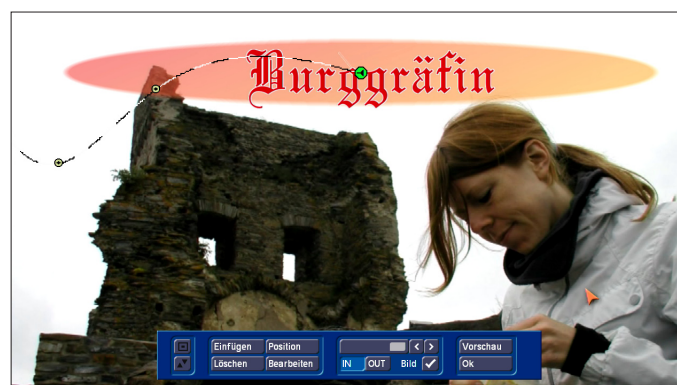 Burggräfin
Einfügen Position
Löschen Bearbeiten
IN OUT Bild
Vorschau
Ok